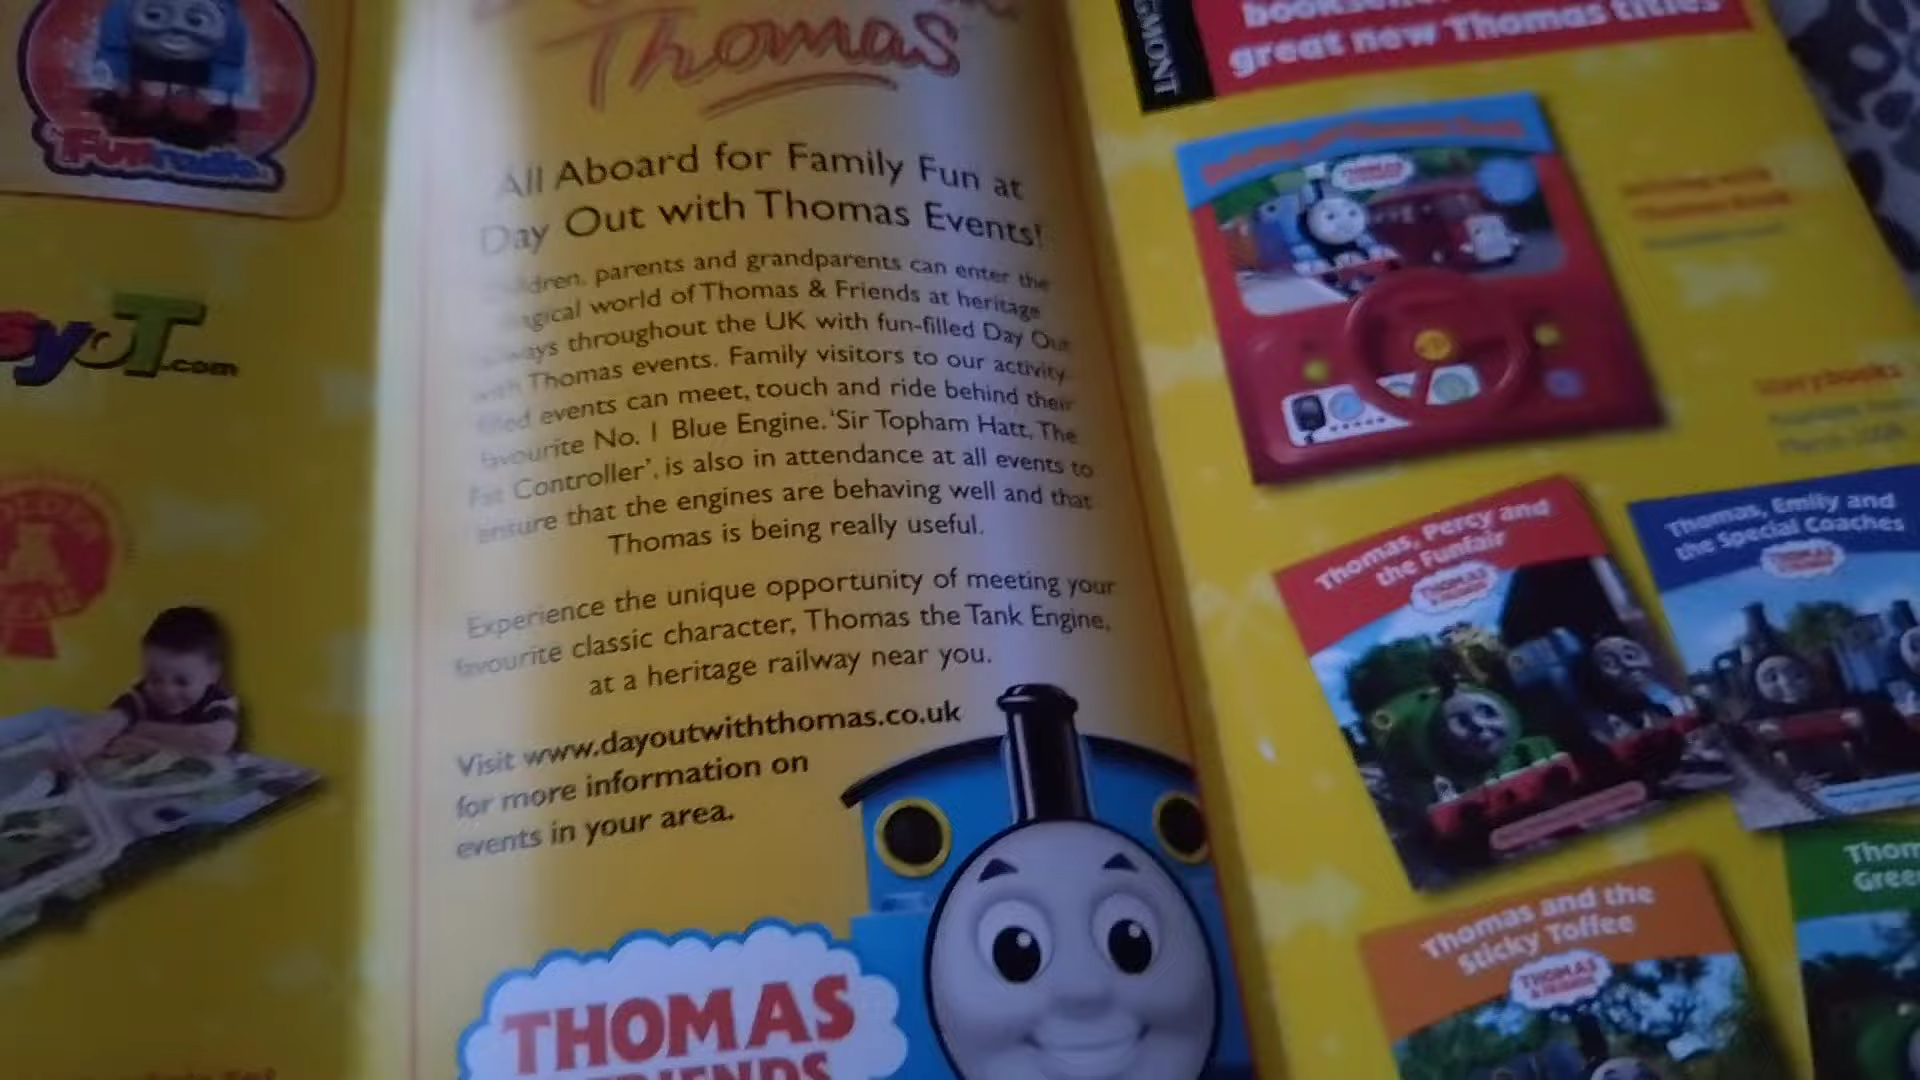 Fun radio
.com
Thomas
All Aboard for Family Fun at
Day Out with Thomas Events!
parents and grandparents can enter the
world of Thomas & Friends at heritage
throughout the UK with fun-filled Day Out
with Thomas events. Family visitors to our activity
filled events can meet, touch and ride behind their
favourite No. 1 Blue Engine. 'Sir Topham Hatt, The
Fat Controller', is also in attendance at all events to
ensure that the engines are behaving well and that
Thomas is being really useful.
Experience the unique opportunity of meeting your
favourite classic character, Thomas the Tank Engine,
at a heritage railway near you.
Visit www.dayoutwiththomas.co.uk
for more information on
events in your area.
THOMAS
FRIENDS
great new Thomas titles
THOMAS
storybooks
Thomas, Percy and
the Funfair
THOMAS
& FRIENDS
Thomas, Emily and
the Special Coaches
THOMAS
Thomas and the
Sticky Toffee
THOMAS
& FRIENDS